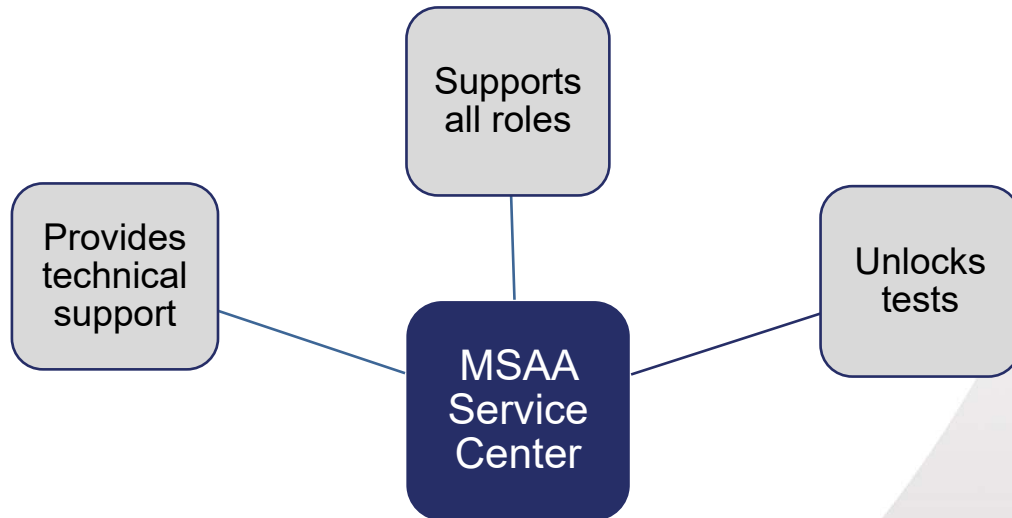 Supports
all roles
Provides
technical
support
Unlocks
tests
MSAA
Service
Center